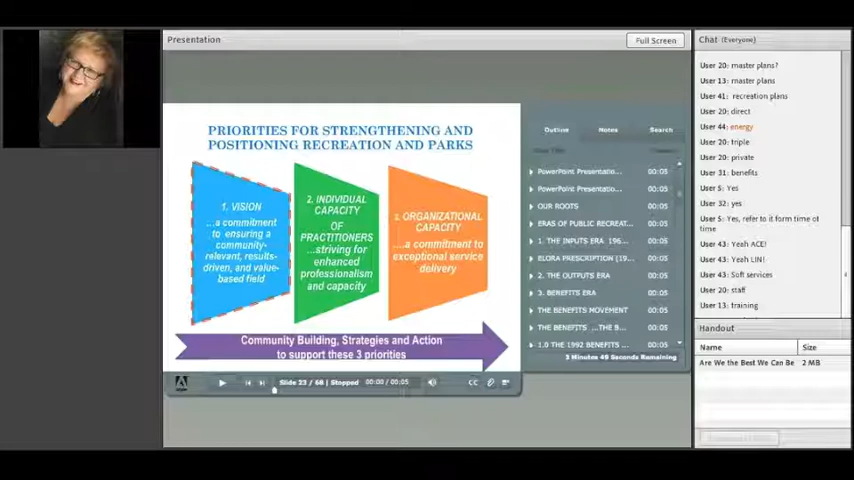 Presentation
Full Screen
PRIORITIES FOR STRENGTHENING AND
POSITIONING RECREATION AND PARKS
1. VISION
...a commitment
to ensuring a
community-
relevant, results-
driven, and value-
based field
2. INDIVIDUAL
CAPACITY
OF
PRACTITIONERS
...striving for
enhanced
professionalism
and capacity
3. ORGANIZATIONAL
CAPACITY
....a commitment to
exceptional service
delivery
Community Building, Strategies and Action
to support these 3 priorities
Slide 23 / 68 | Stopped 00:00 / 00:05
CC
Outline Notes Search
PowerPoint Presentatio... 00:05
PowerPoint Presentatio... 00:05
OUR ROOTS 00:05
ERAS OF PUBLIC RECREAT... 00:05
1. THE INPUTS ERA 196... 00:05
ELORA PRESCRIPTION (19... 00:05
2. THE OUTPUTS ERA 00:05
3. BENEFITS ERA 00:05
THE BENEFITS MOVEMENT 00:05
THE BENEFITS ...THE B... 00:05
1.0 THE 1992 BENEFITS ... 00:05
3 Minutes 49 Seconds Remaining
Chat (Everyone)
User 20: master plans?
User 13: master plans
User 41: recreation plans
User 20: direct
User 44: energy
User 20: triple
User 20: private
User 31: benefits
User 5: Yes
User 32: yes
User 5: Yes, refer to it form time ot
time
User 43: Yeah ACE!
User 43: Yeah LIN!
User 43: Soft services
User 20: staff
User 13: training
Handout
Name Size
Are We the Best We Can Be 2 MB